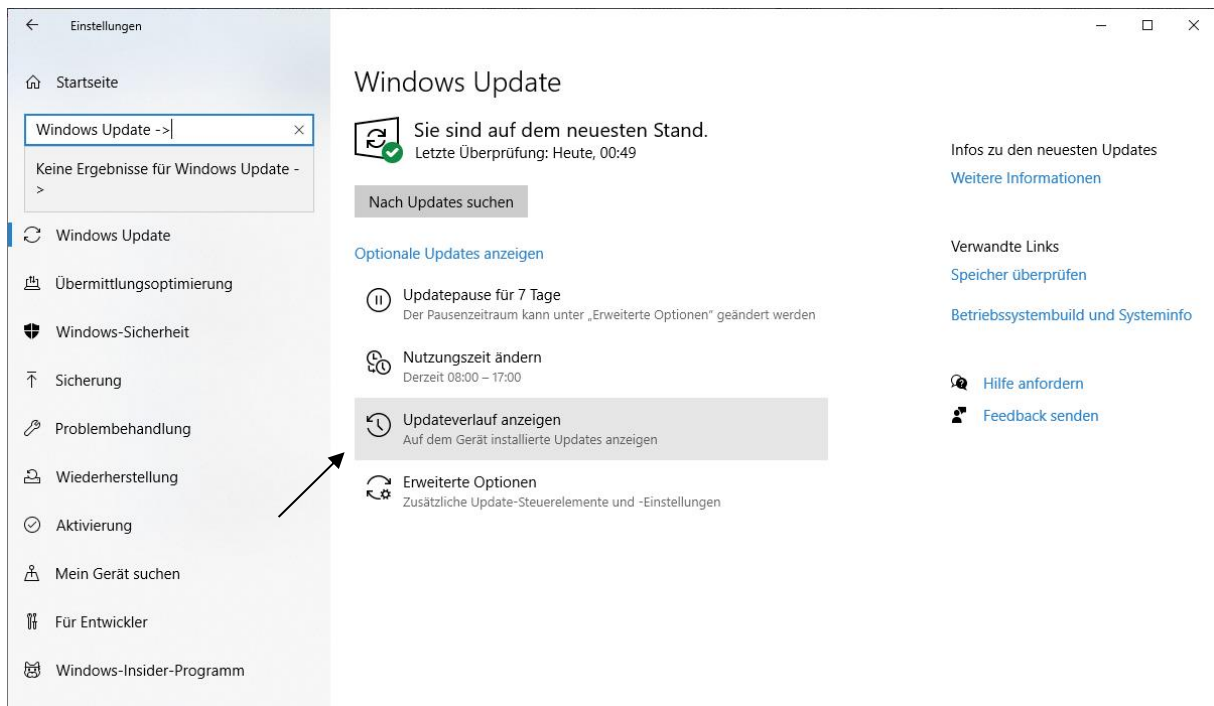 Einstellungen
Startseite
Windows Update ->
Keine Ergebnisse für Windows Update -
>
Windows Update
Übermittlungsoptimierung
Windows-Sicherheit
Sicherung
Problembehandlung
Wiederherstellung
Aktivierung
Mein Gerät suchen
Für Entwickler
Windows-Insider-Programm
Windows Update
Sie sind auf dem neuesten Stand.
Letzte Überprüfung: Heute, 00:49
Nach Updates suchen
Optionale Updates anzeigen
Updatepause für 7 Tage
Der Pausenzeitraum kann unter „Erweiterte Optionen" geändert werden
Nutzungszeit ändern
Derzeit 08:00 – 17:00
Updateverlauf anzeigen
Auf dem Gerät installierte Updates anzeigen
Erweiterte Optionen
Zusätzliche Update-Steuerelemente und -Einstellungen
Infos zu den neuesten Updates
Weitere Informationen
Verwandte Links
Speicher überprüfen
Betriebssystembuild und Systeminfo
Hilfe anfordern
Feedback senden